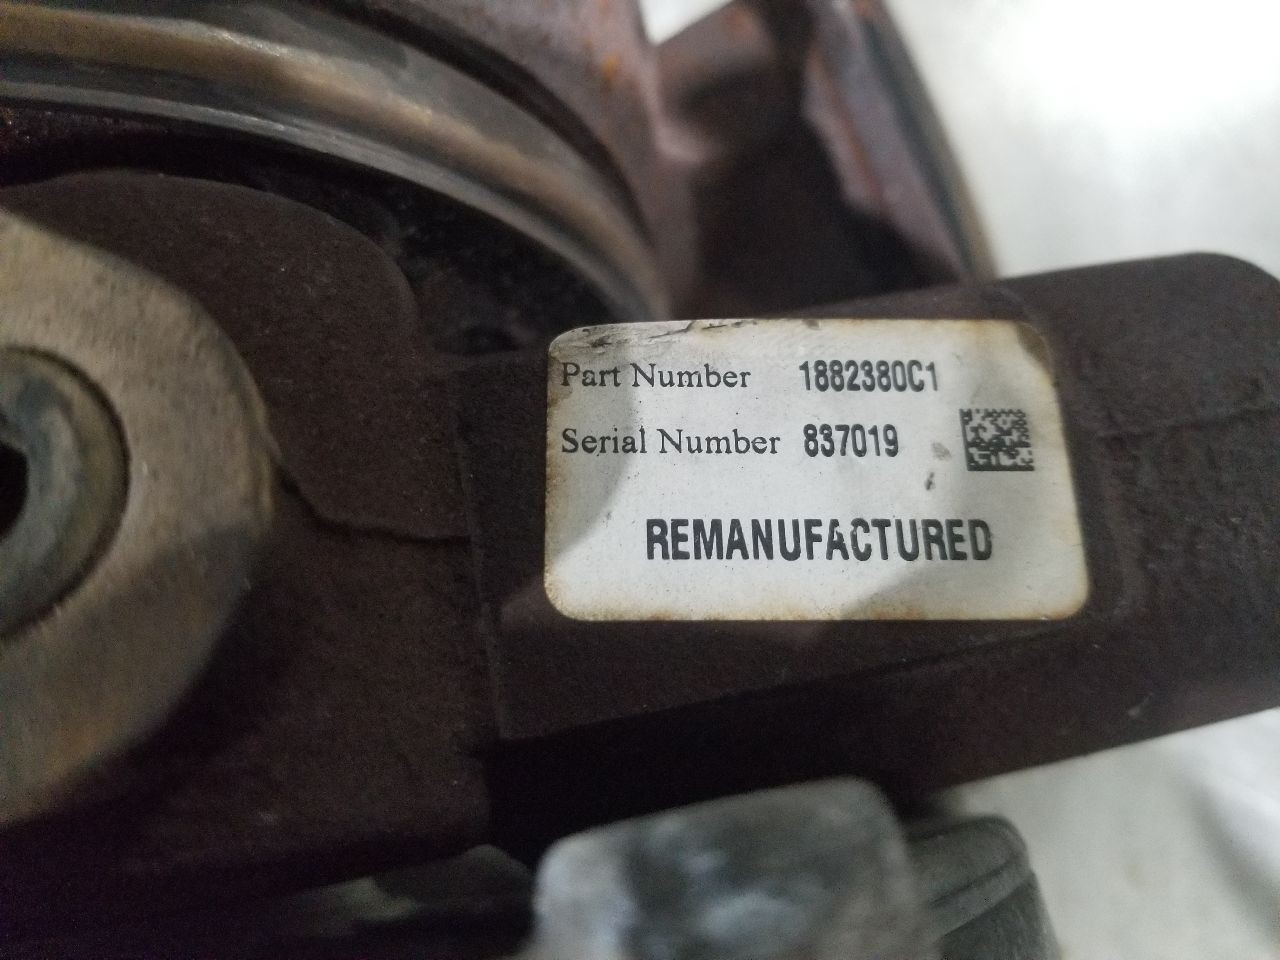 Part Number 1882380C1
Serial Number 837019
REMANUFACTURED